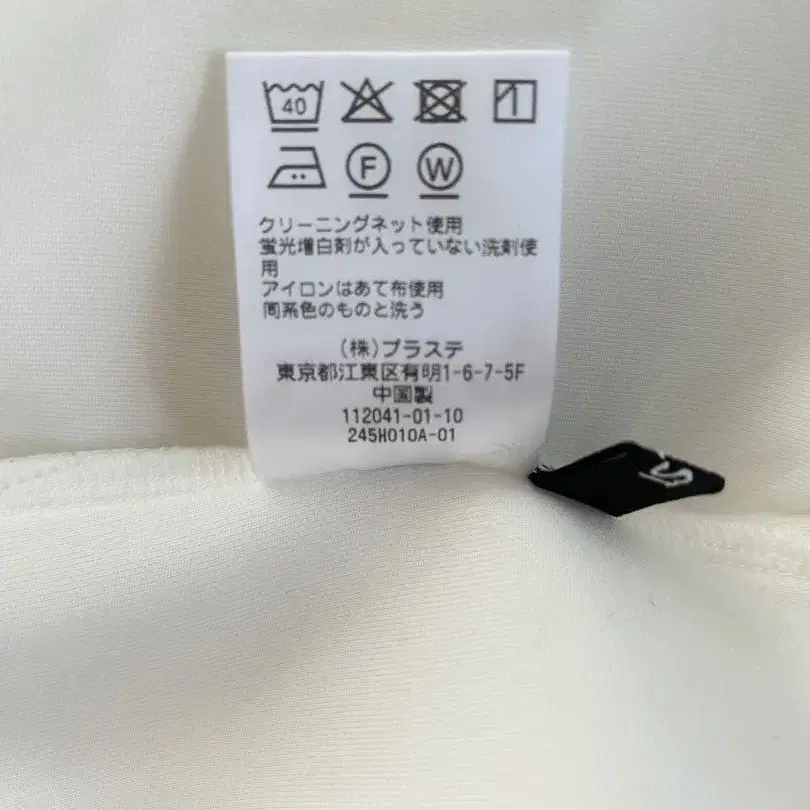 40
F W
クリーニングネット使用
蛍光増白剤が入っていない洗剤使
用
アイロンはあて布使用
同系色のものと洗う
(株)プラステ
東京都江東区有明1-6-7-5F
中国製
112041-01-10
245H010A-01
S